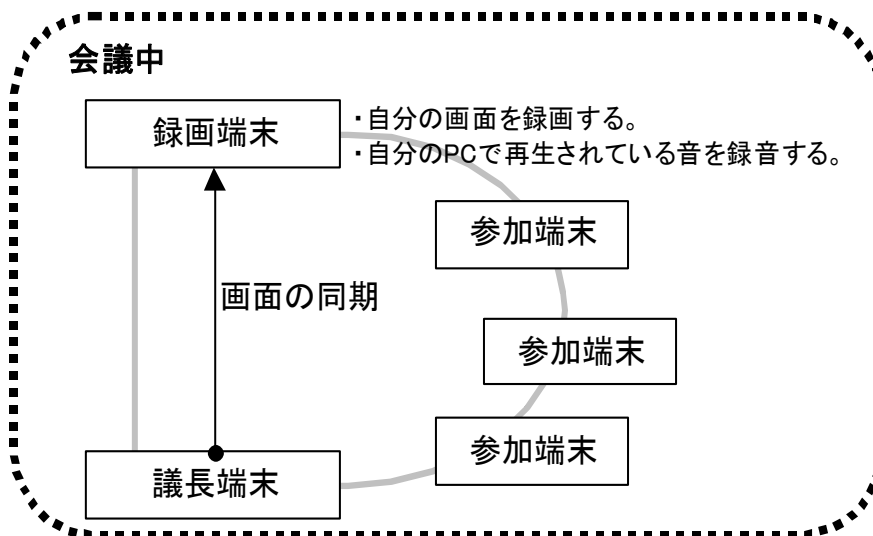 会議中
録画端末
・自分の画面を録画する。
・自分のPCで再生されている音を録音する。
参加端末
画面の同期
参加端末
参加端末
議長端末